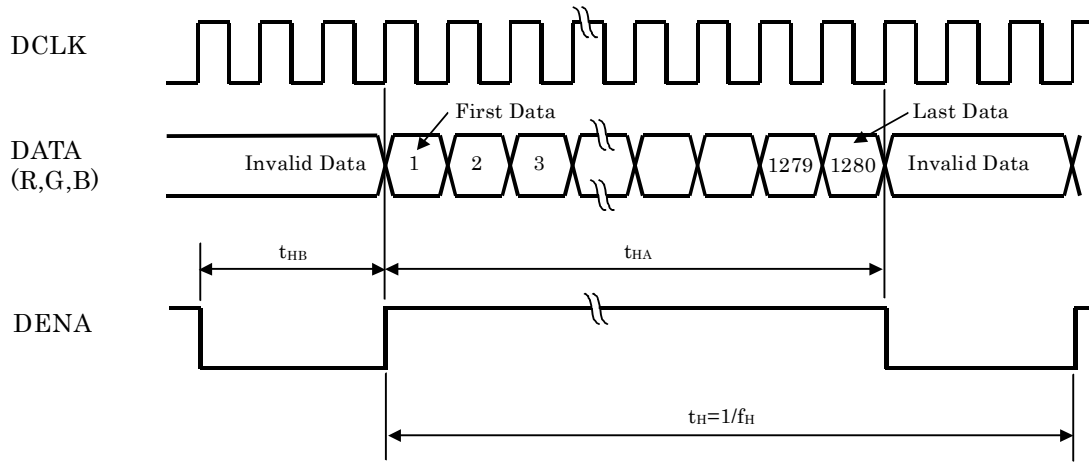 DCLK
First Data
Last Data
DATA
(R,G,B)
Invalid Data 1 2 3 1279 1280 Invalid Data
tHB tHA
DENA
tH=1/fH